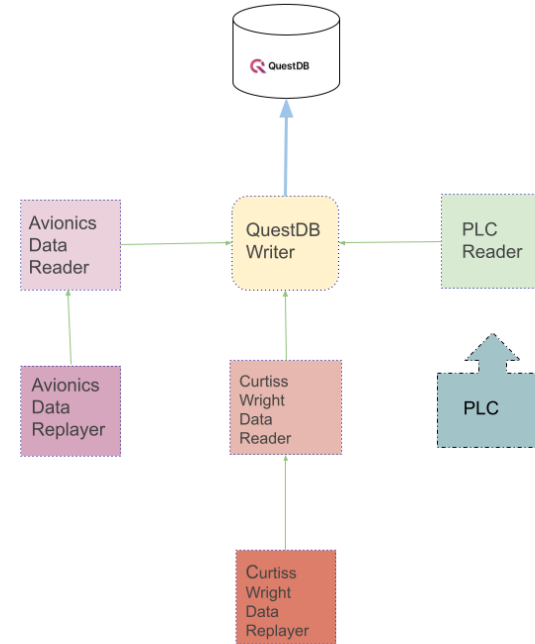 QuestDB
Avionics
Data
Reader
QuestDB
Writer
PLC
Reader
Avionics
Data
Replayer
Curtiss
Wright
Data
Reader
PLC
Curtiss
Wright
Data
Replayer